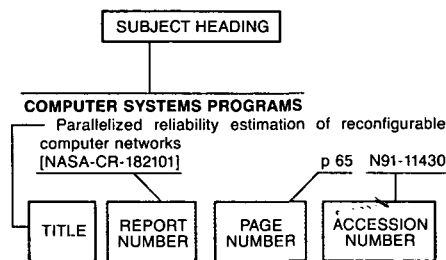 SUBJECT HEADING
COMPUTER SYSTEMS PROGRAMS
Parallelized reliability estimation of reconfigurable
computer networks
[NASA-CR-182101] p 65 N91-11430
TITLE
REPORT
NUMBER
PAGE
NUMBER
ACCESSION
NUMBER